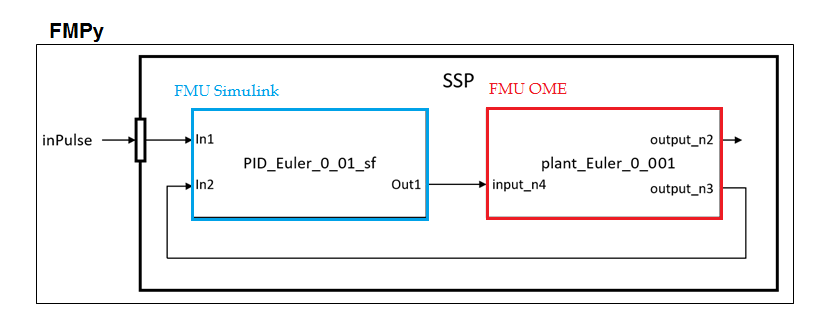 FMPy
SSP
FMU Simulink
FMU OME
inPulse
In1
PID_Euler_0_01_sf
In2
Out1
output_n2
plant_Euler_0_001
input_n4
output_n3